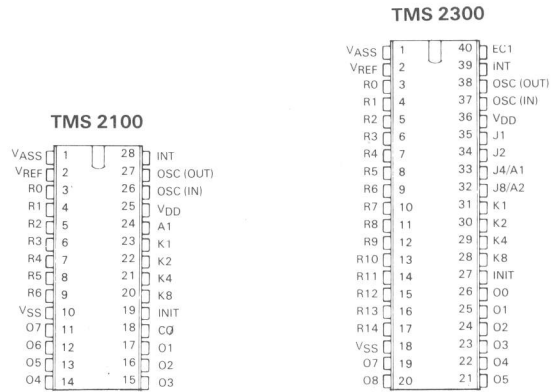 TMS 2100
VASS 1 28 INT
VREF 2 27 OSC (OUT)
R0 3 26 OSC (IN)
R1 4 25 VDD
R2 5 24 A1
R3 6 23 K1
R4 7 22 K2
R5 8 21 K4
R6 9 20 K8
VSS 10 19 INIT
O7 11 18 C0
O6 12 17 O1
O5 13 16 O2
O4 14 15 O3
TMS 2300
VASS 1 40 EC1
VREF 2 39 INT
R0 3 38 OSC (OUT)
R1 4 37 OSC (IN)
R2 5 36 VDD
R3 6 35 J1
R4 7 34 J2
R5 8 33 J4/A1
R6 9 32 J8/A2
R7 10 31 K1
R8 11 30 K2
R9 12 29 K4
R10 13 28 K8
R11 14 27 INIT
R12 15 26 O0
R13 16 25 O1
R14 17 24 O2
VSS 18 23 O3
O7 19 22 O4
O8 20 21 O5